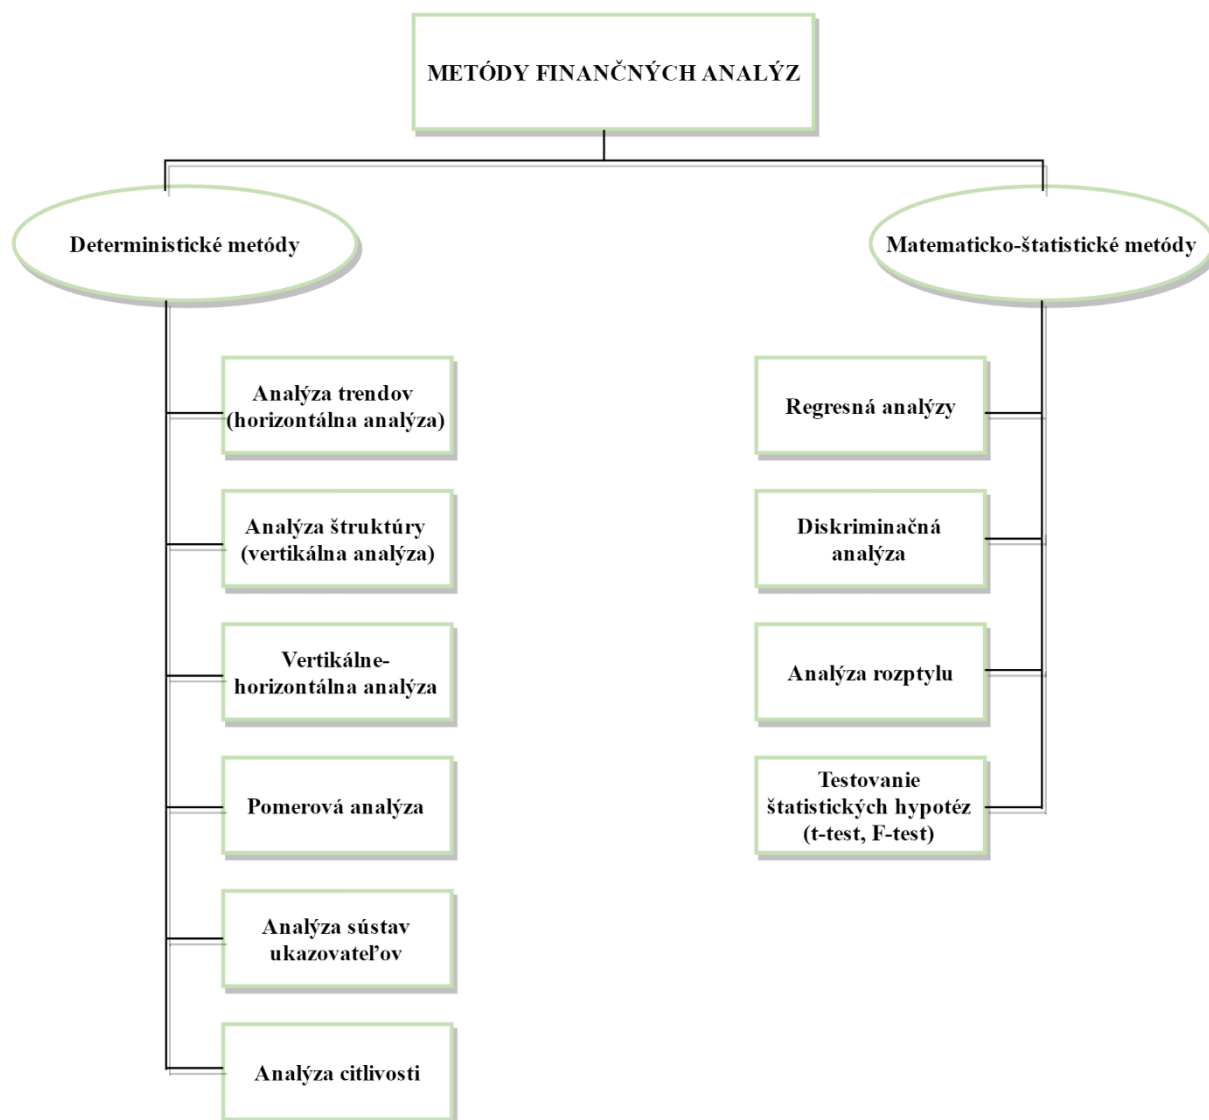 METÓDY FINANČNÝCH ANALÝZ
Deterministické metódy
Matematicko-štatistické metódy
Analýza trendov
(horizontálna analýza)
Analýza štruktúry
(vertikálna analýza)
Vertikálne-
horizontálna analýza
Pomerová analýza
Analýza sústav
ukazovateľov
Analýza citlivosti
Regresná analýzy
Diskriminačná
analýza
Analýza rozptylu
Testovanie
štatistických hypotéz
(t-test, F-test)